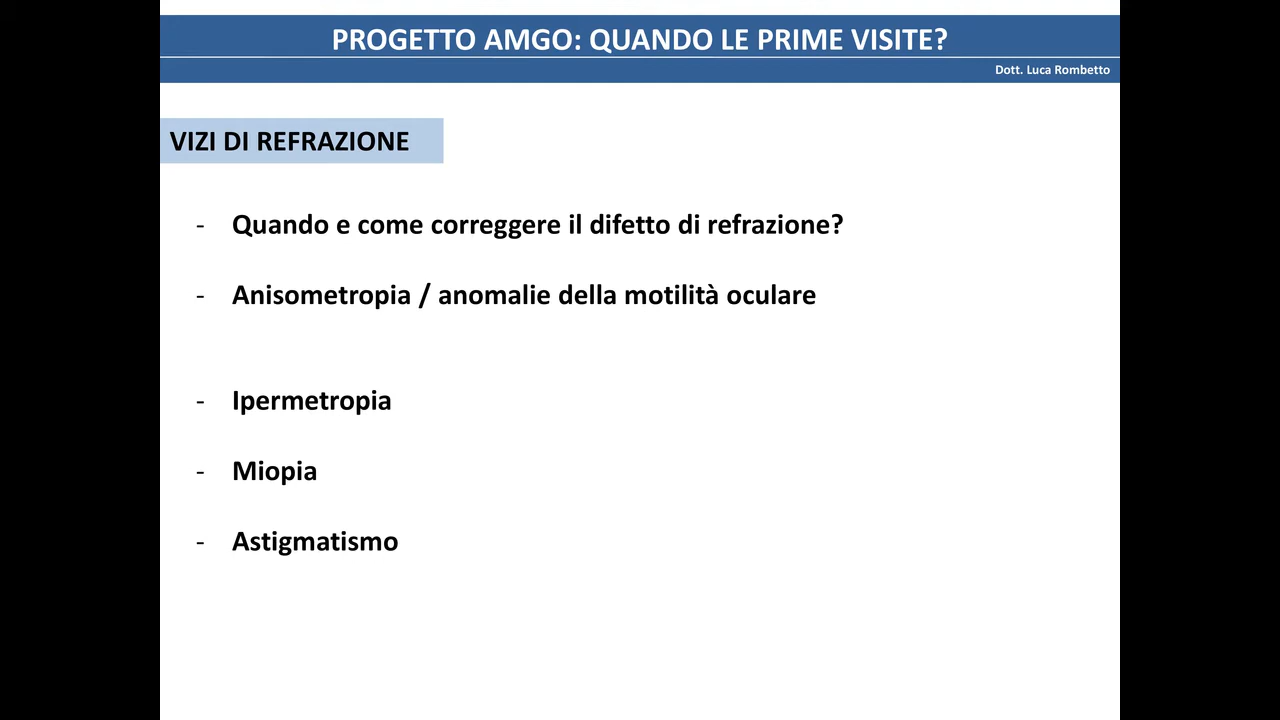 PROGETTO AMGO: QUANDO LE PRIME VISITE?
Dott. Luca Rombetto
VIZI DI REFRAZIONE
- Quando e come correggere il difetto di refrazione?
- Anisometropia / anomalie della motilità oculare
- Ipermetropia
- Miopia
- Astigmatismo